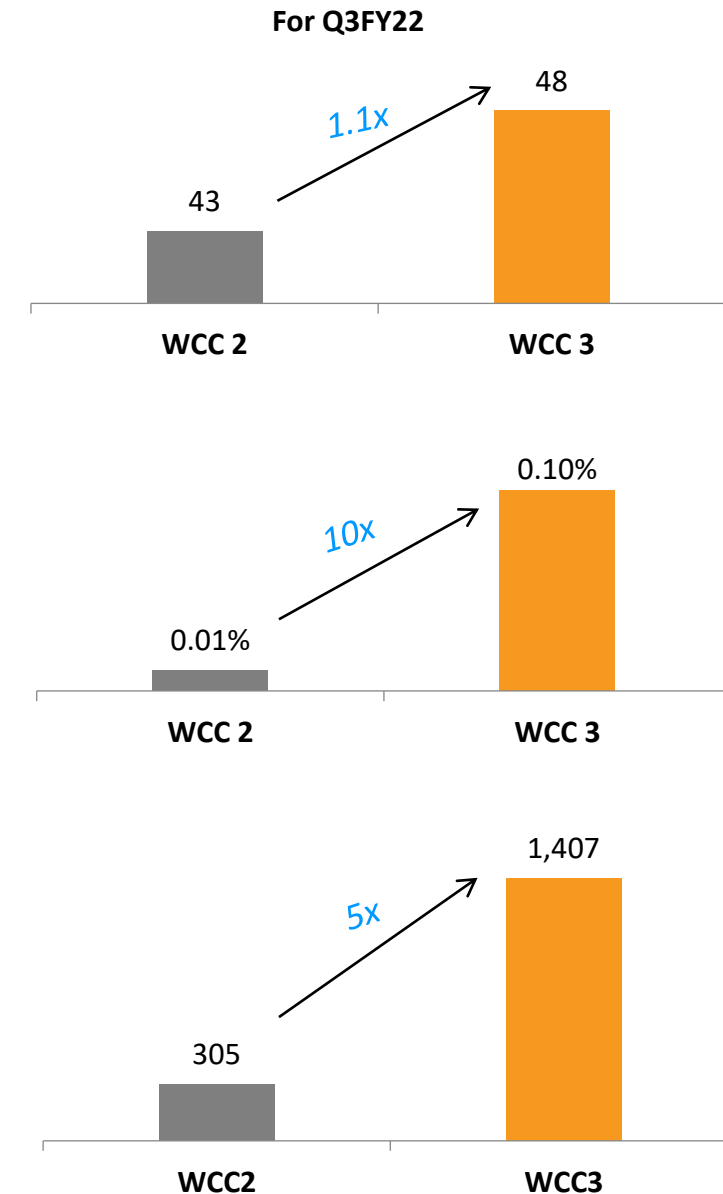 For Q3FY22
48
1.1x
43
WCC 2 WCC 3
0.10%
10x
0.01%
WCC 2 WCC 3
1,407
5x
305
WCC2 WCC3